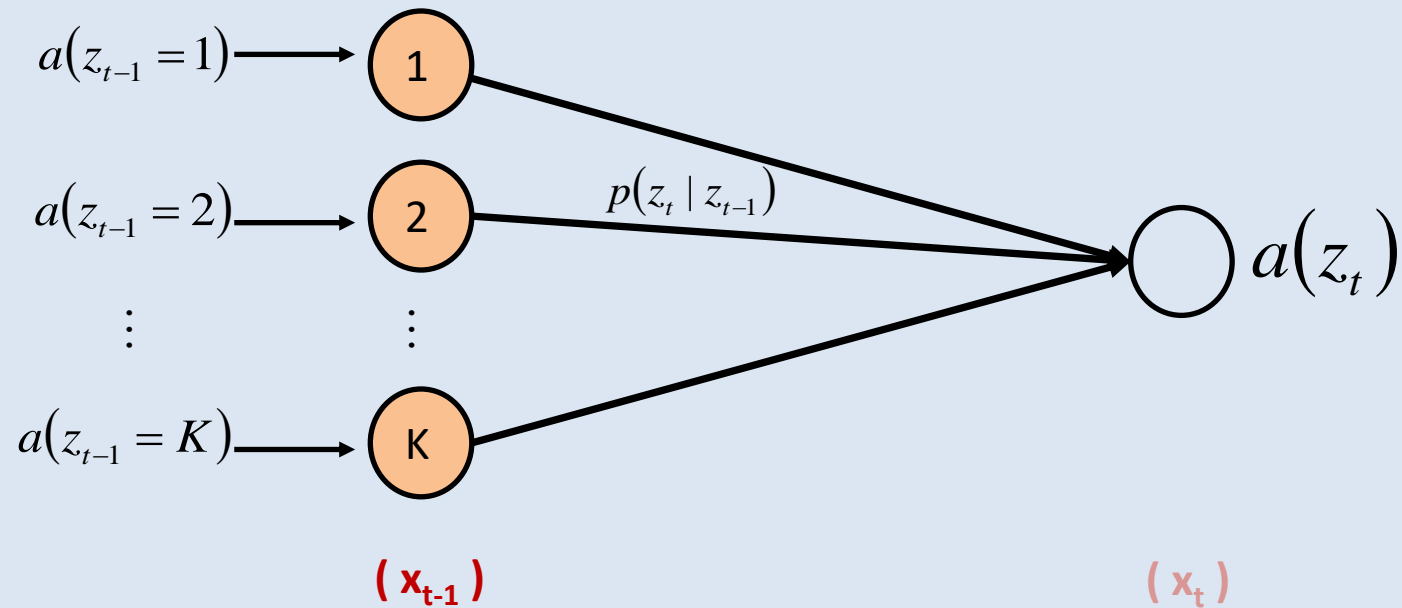 a(z_{t-1} = 1)
1
a(z_{t-1} = 2)
2
p(z_t | z_{t-1})
a(z_t)
⋮ ⋮
a(z_{t-1} = K)
K
( x_{t-1} )
( x_t )